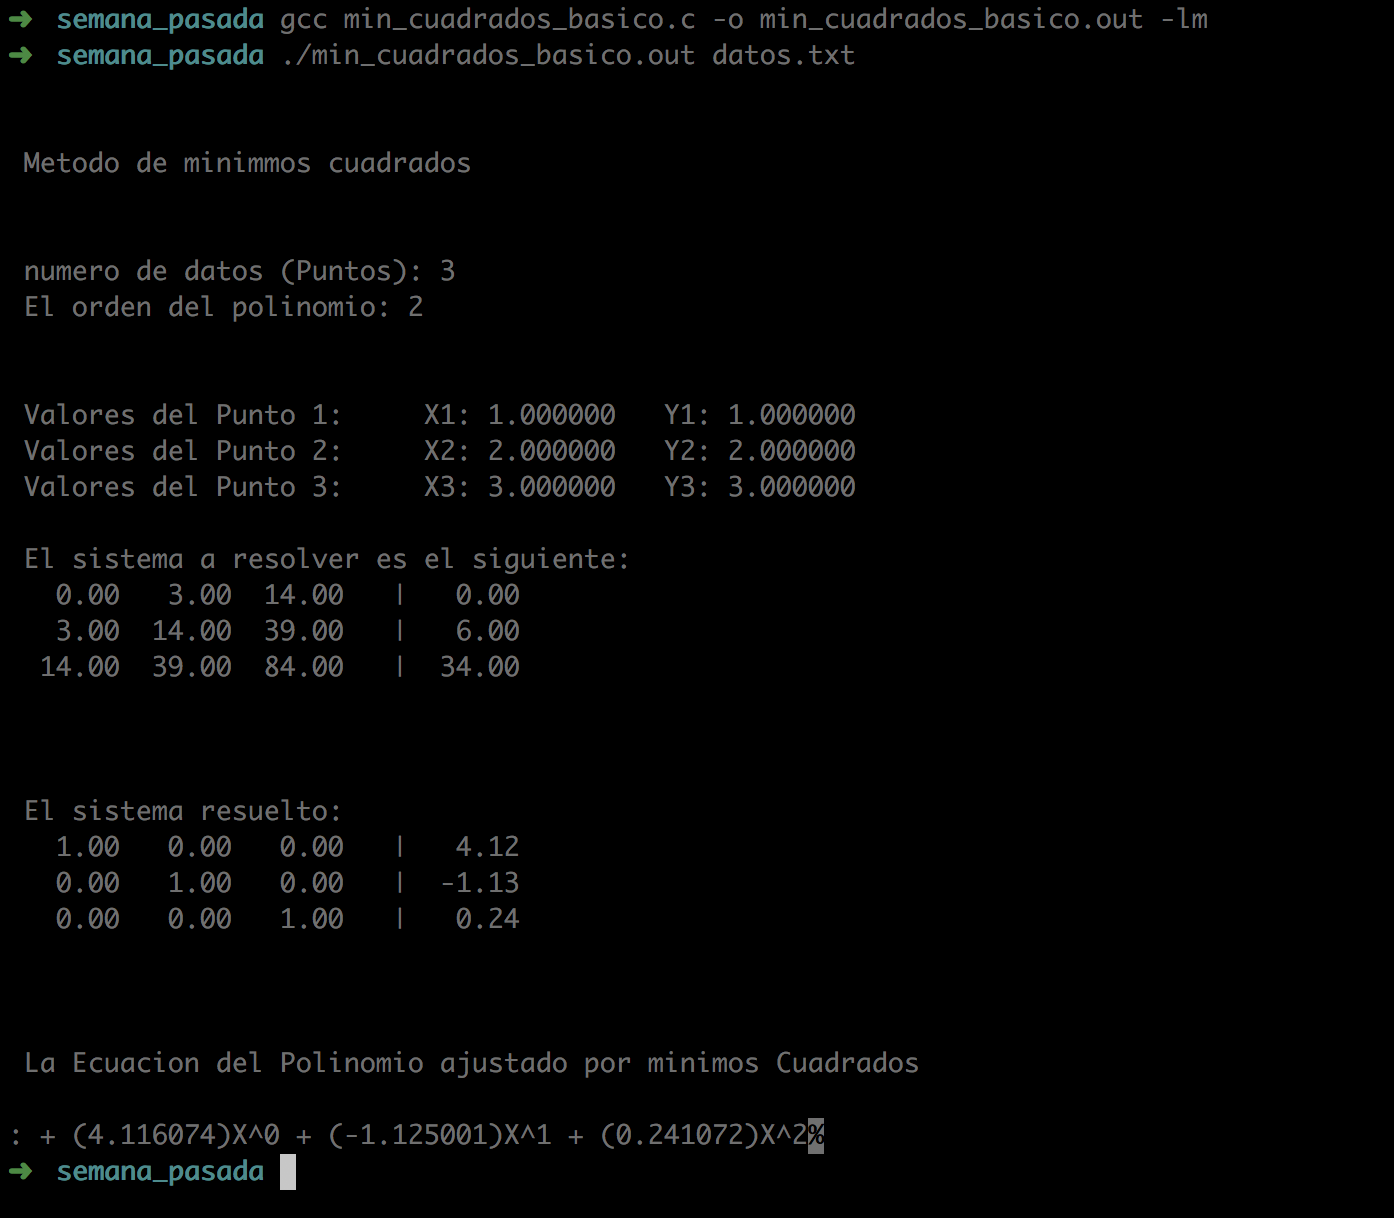 ➜ semana_pasada gcc min_cuadrados_basico.c -o min_cuadrados_basico.out -lm
➜ semana_pasada ./min_cuadrados_basico.out datos.txt
Metodo de minimmos cuadrados
numero de datos (Puntos): 3
El orden del polinomio: 2
Valores del Punto 1: X1: 1.000000 Y1: 1.000000
Valores del Punto 2: X2: 2.000000 Y2: 2.000000
Valores del Punto 3: X3: 3.000000 Y3: 3.000000
El sistema a resolver es el siguiente:
0.00 3.00 14.00 | 0.00
3.00 14.00 39.00 | 6.00
14.00 39.00 84.00 | 34.00
El sistema resuelto:
1.00 0.00 0.00 | 4.12
0.00 1.00 0.00 | -1.13
0.00 0.00 1.00 | 0.24
La Ecuacion del Polinomio ajustado por minimos Cuadrados
: + (4.116074)X^0 + (-1.125001)X^1 + (0.241072)X^2%
➜ semana_pasada